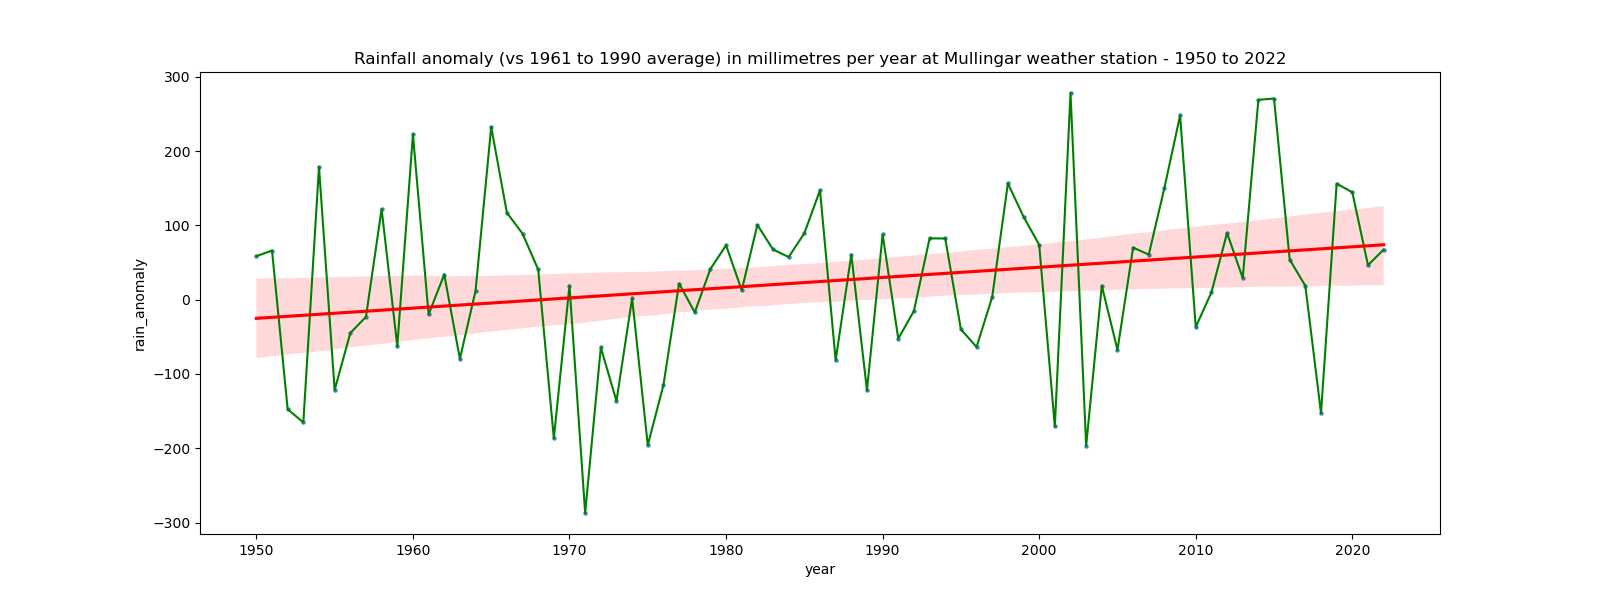 Rainfall anomaly (vs 1961 to 1990 average) in millimetres per year at Mullingar weather station - 1950 to 2022
300
200
100
0
−100
−200
−300
rain_anomaly
1950 1960 1970 1980 1990 2000 2010 2020
year